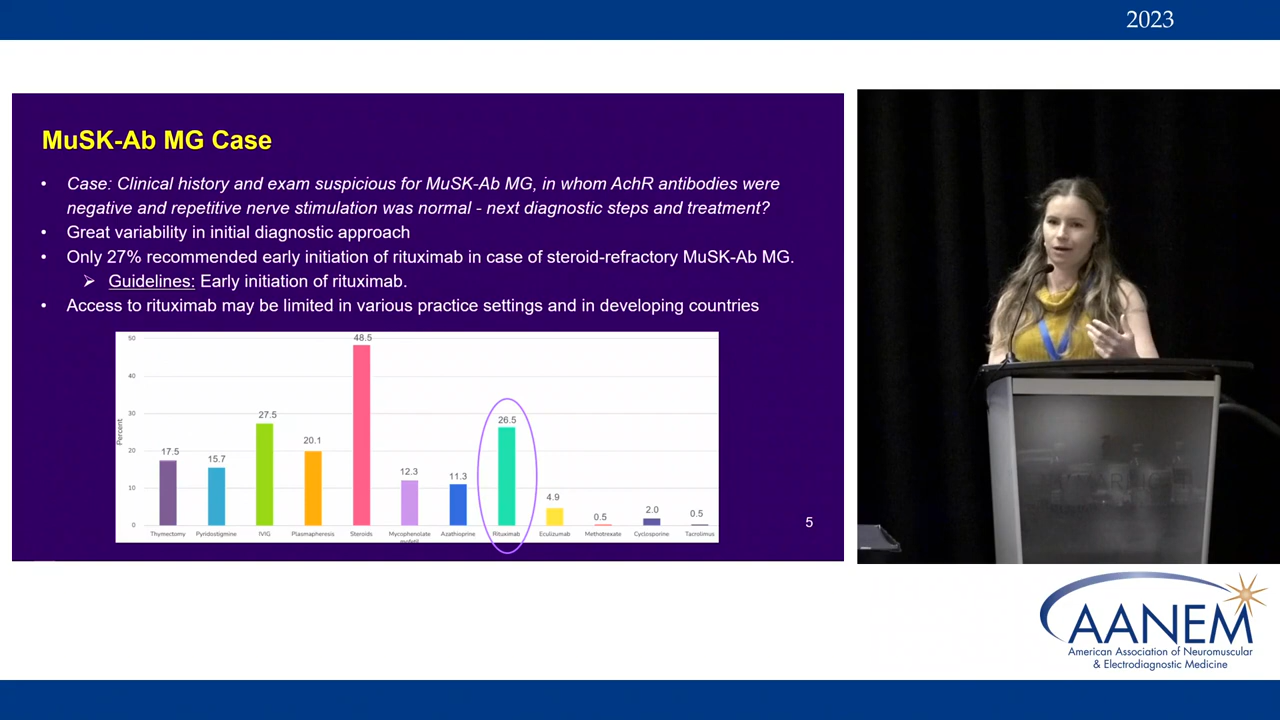 2023
MuSK-Ab MG Case
• Case: Clinical history and exam suspicious for MuSK-Ab MG, in whom AchR antibodies were
negative and repetitive nerve stimulation was normal - next diagnostic steps and treatment?
• Great variability in initial diagnostic approach
• Only 27% recommended early initiation of rituximab in case of steroid-refractory MuSK-Ab MG.
➢ Guidelines: Early initiation of rituximab.
• Access to rituximab may be limited in various practice settings and in developing countries
Percent
50
40
30
20
10
0
17.5
15.7
27.5
20.1
48.5
12.3
11.3
26.5
4.9
0.5
2.0
0.5
Thymectomy
Pyridostigmine
IVIG
Plasmapheresis
Steroids
Mycophenolate
mofetil
Azathioprine
Rituximab
Eculizumab
Methotrexate
Cyclosporine
Tacrolimus
5
AANEM
American Association of Neuromuscular
& Electrodiagnostic Medicine